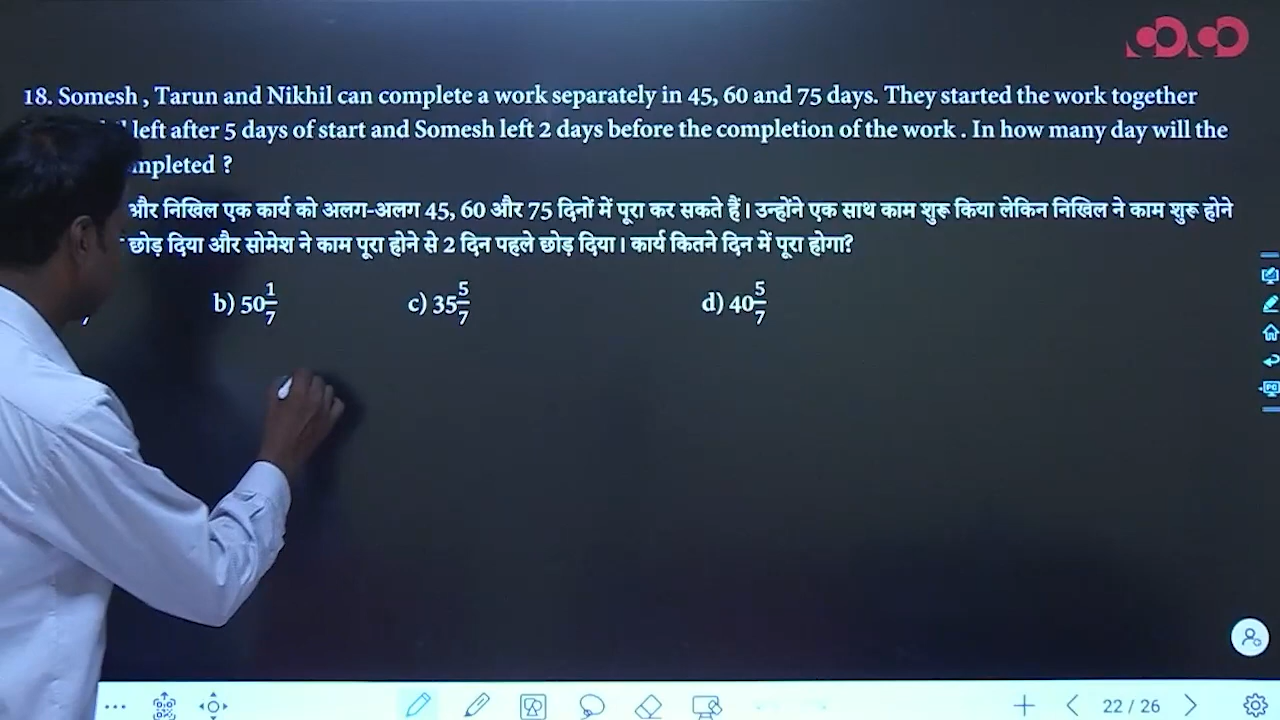 18. Somesh , Tarun and Nikhil can complete a work separately in 45, 60 and 75 days. They started the work together
left after 5 days of start and Somesh left 2 days before the completion of the work . In how many day will the
?
और निखिल एक कार्य को अलग-अलग 45, 60 और 75 दिनों में पूरा कर सकते हैं। उन्होंने एक साथ काम शुरू किया लेकिन निखिल ने काम शुरू होने
छोड़ दिया और सोमेश ने काम पूरा होने से 2 दिन पहले छोड़ दिया। कार्य कितने दिन में पूरा होगा?
b) 50 1/7 c) 35 5/7 d) 40 5/7
22 / 26